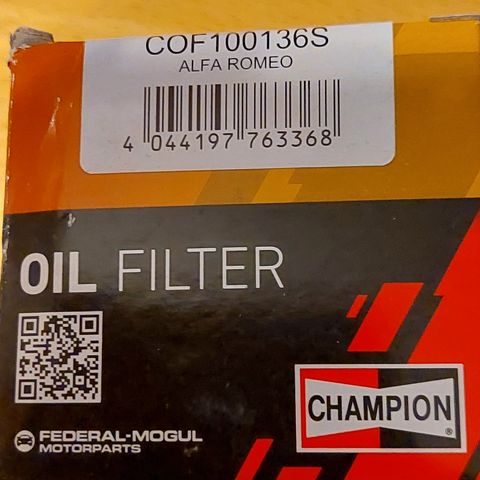 COF100136S
ALFA ROMEO
4 044197 763368
OIL FILTER
CHAMPION
FEDERAL-MOGUL
MOTORPARTS